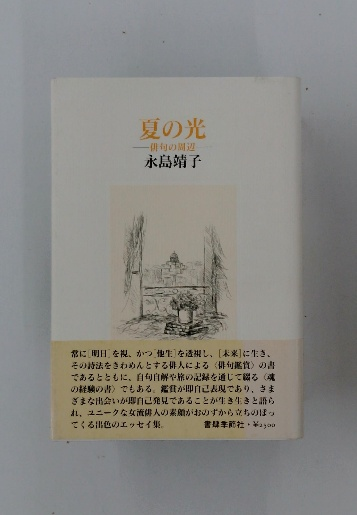 夏の光
——俳句の周辺——
永島靖子
常に[明日]を視、かつ[他生]を透視し、[未来]に生き、
その詩法をきわめんとする俳人による〈俳句鑑賞〉の書
であるとともに、自句自解や旅の記録を通じて綴る〈魂
の経験の書〉でもある。鑑賞が即自己表現であり、さま
ざまな出会いが即自己発見であることが生き生きと語ら
れ、ユニークな女流俳人の素顔がおのずから立ちのぼっ
てくる出色のエッセイ集。
書肆季節社・¥2300